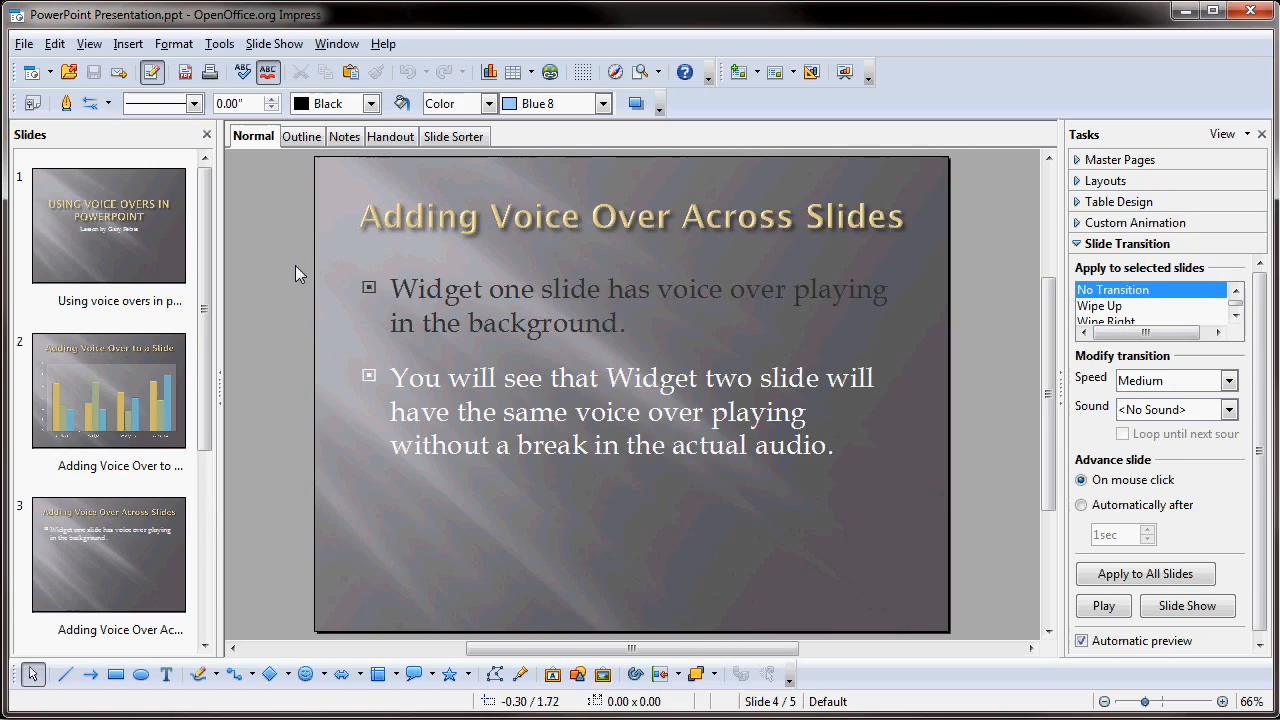 PowerPoint Presentation.ppt - OpenOffice.org Impress
File Edit View Insert Format Tools Slide Show Window Help
0.00" Black Color Blue 8
Slides
1
USING VOICE OVERS IN
POWERPOINT
Using voice overs in p...
2
Adding Voice Over to a Slide
Adding Voice Over to ...
3
Adding Voice Over Across Slides
Widget one slide has voice over playing
in the background.
Adding Voice Over Ac...
Normal Outline Notes Handout Slide Sorter
Adding Voice Over Across Slides
Widget one slide has voice over playing
in the background.
You will see that Widget two slide will
have the same voice over playing
without a break in the actual audio.
Tasks View
Master Pages
Layouts
Table Design
Custom Animation
Slide Transition
Apply to selected slides
No Transition
Wipe Up
Wipe Right
Modify transition
Speed Medium
Sound <No Sound>
Loop until next sour
Advance slide
On mouse click
Automatically after
1sec
Apply to All Slides
Play Slide Show
Automatic preview
-0.30 / 1.72 0.00 x 0.00 Slide 4 / 5 Default 66%